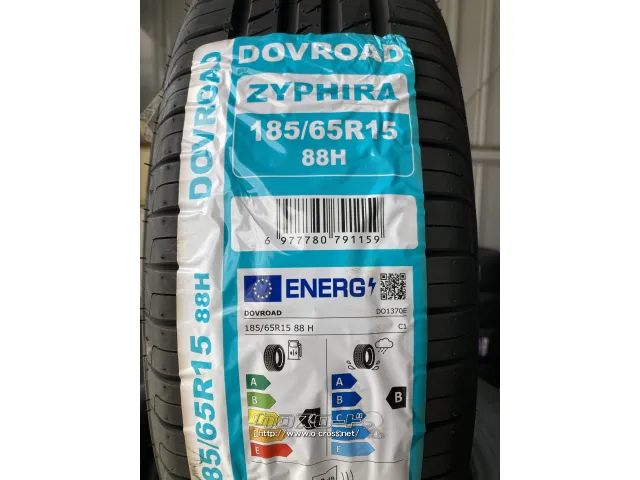 DOVROAD
ZYPHIRA
185/65R15
88H
DOVROAD
185/65R15 88H
6 977780 791159
ENERG
DOVROAD
DO1370E
185/65R15 88 H
C1
A
B
E
A
B
E
B
http://www.o-cross.net/